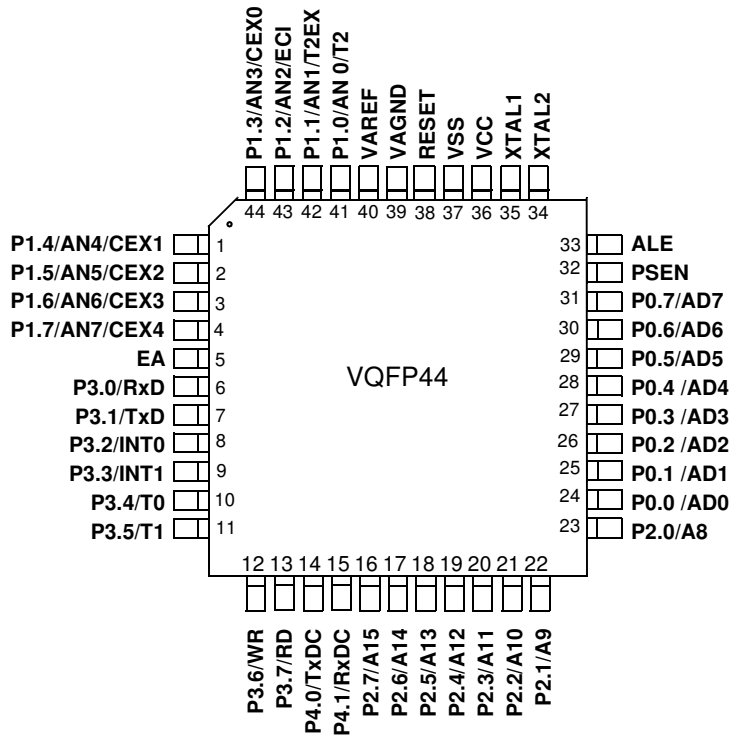 P1.3/AN3/CEX0
P1.2/AN2/ECI
P1.1/AN1/T2EX
P1.0/AN 0/T2
VAREF
VAGND
RESET
VSS
VCC
XTAL1
XTAL2
44 43 42 41 40 39 38 37 36 35 34
P1.4/AN4/CEX1 1
P1.5/AN5/CEX2 2
P1.6/AN6/CEX3 3
P1.7/AN7/CEX4 4
EA 5
P3.0/RxD 6
P3.1/TxD 7
P3.2/INT0 8
P3.3/INT1 9
P3.4/T0 10
P3.5/T1 11
VQFP44
33 ALE
32 PSEN
31 P0.7/AD7
30 P0.6/AD6
29 P0.5/AD5
28 P0.4 /AD4
27 P0.3 /AD3
26 P0.2 /AD2
25 P0.1 /AD1
24 P0.0 /AD0
23 P2.0/A8
12 13 14 15 16 17 18 19 20 21 22
P3.6/WR
P3.7/RD
P4.0/TxDC
P4.1/RxDC
P2.7/A15
P2.6/A14
P2.5/A13
P2.4/A12
P2.3/A11
P2.2/A10
P2.1/A9